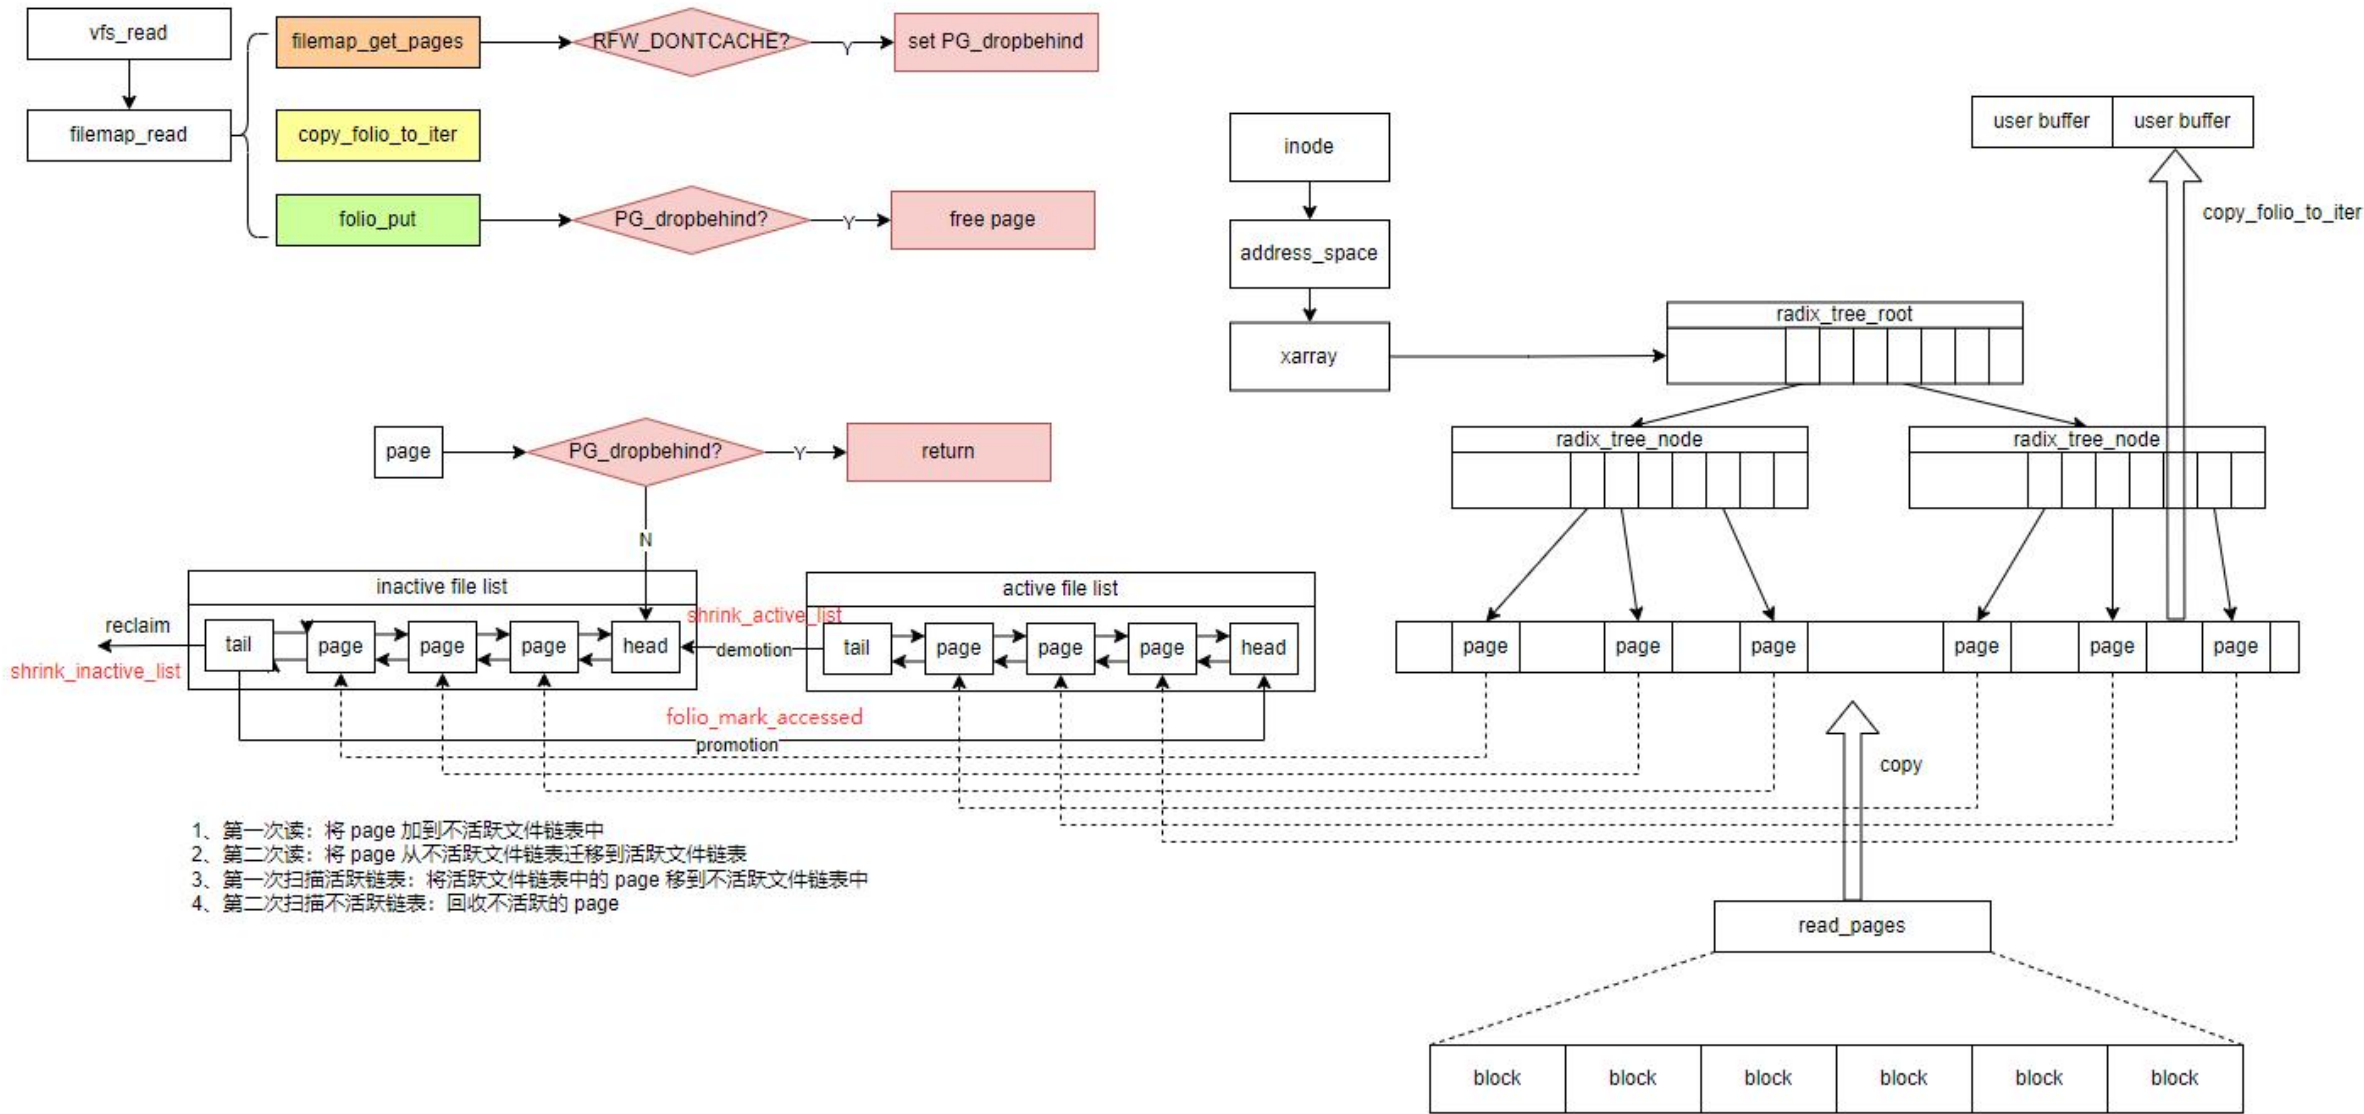 vfs_read
filemap_read
filemap_get_pages
RFW_DONTCACHE?
Y
set PG_dropbehind
copy_folio_to_iter
folio_put
PG_dropbehind?
Y
free page
inode
address_space
xarray
radix_tree_root
radix_tree_node
radix_tree_node
user buffer
user buffer
copy_folio_to_iter
page
PG_dropbehind?
Y
return
N
inactive file list
reclaim
shrink_inactive_list
tail
page
page
page
head
shrink_active_list
demotion
active file list
tail
page
page
page
head
folio_mark_accessed
promotion
page
page
page
page
page
page
copy
read_pages
block
block
block
block
block
block
1、第一次读：将 page 加到不活跃文件链表中
2、第二次读：将 page 从不活跃文件链表迁移到活跃文件链表
3、第一次扫描活跃链表：将活跃文件链表中的 page 移到不活跃文件链表中
4、第二次扫描不活跃链表：回收不活跃的 page